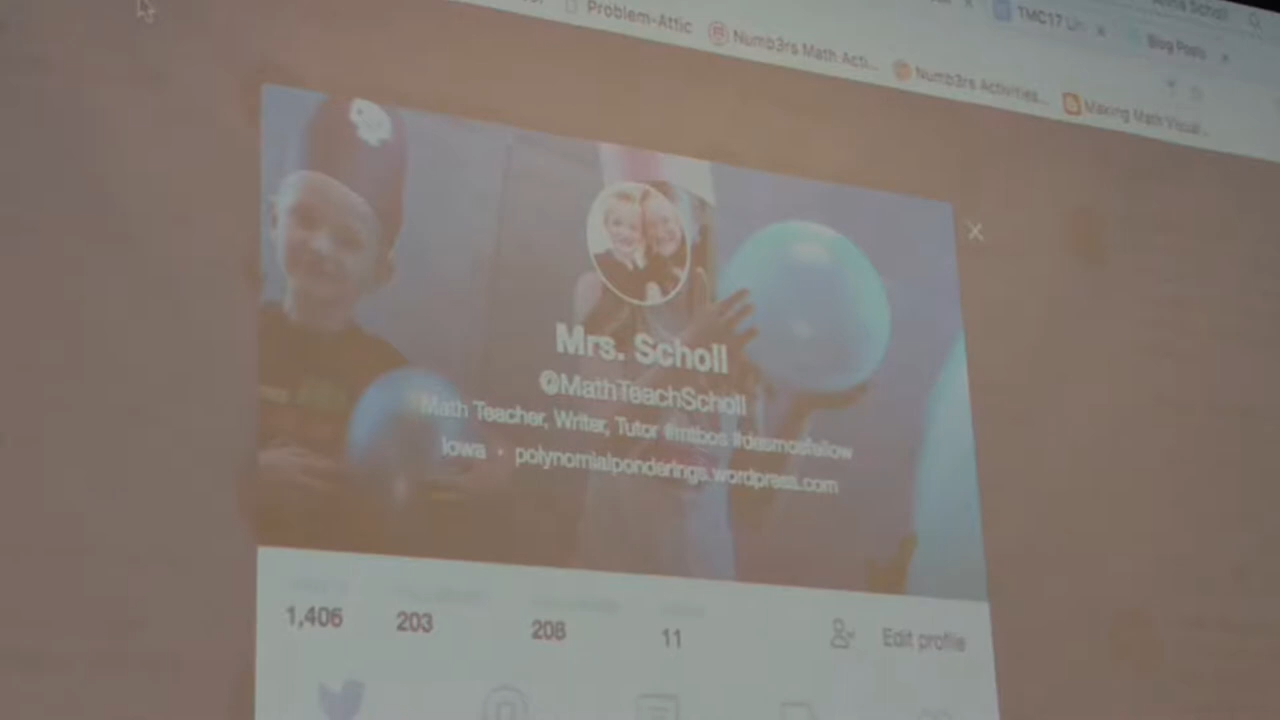 Problem-Attic
Numb3rs Math Acti...
Numb3rs Activities...
Making Math Visual...
TMC17
Blog Posts
Scholl
Mrs. Scholl
@MathTeachScholl
Math Teacher, Writer, Tutor #mtbos #desmosfellow
Iowa • polynomialponderings.wordpress.com
1,406
203
208
11
Edit profile